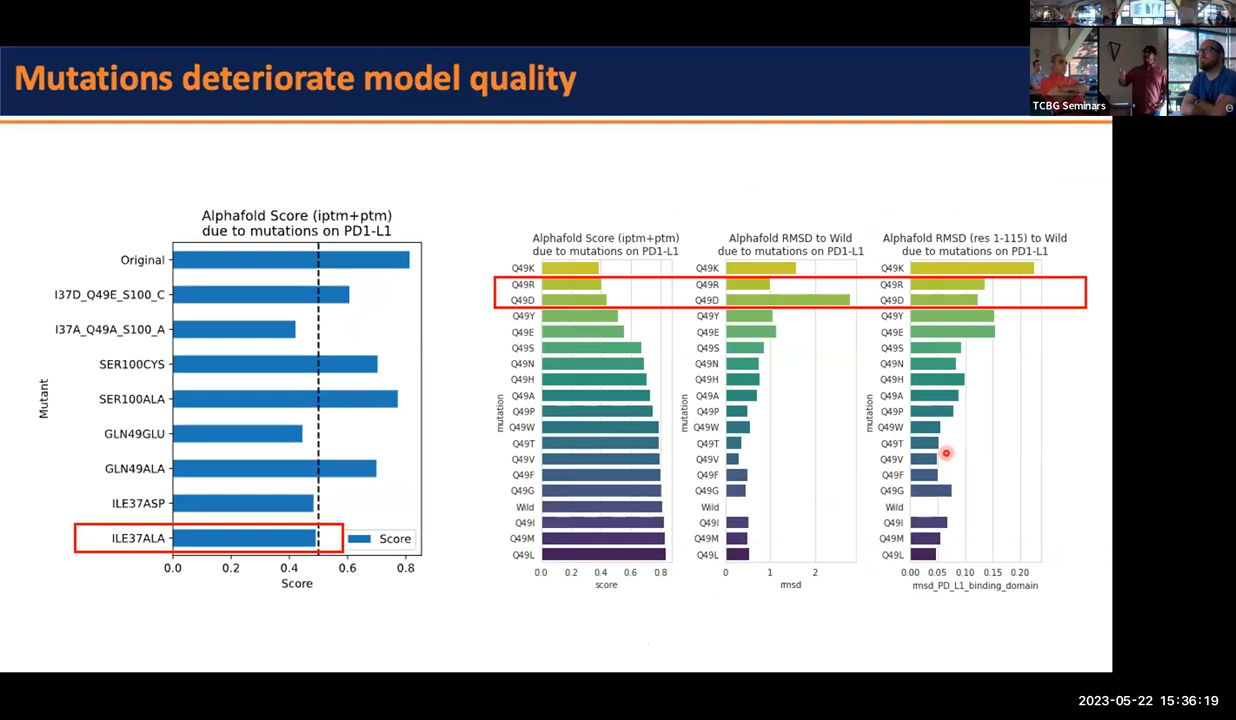 Mutations deteriorate model quality
TCBG Seminars
Alphafold Score (iptm+ptm)
due to mutations on PD1-L1
Mutant
Original
I37D_Q49E_S100_C
I37A_Q49A_S100_A
SER100CYS
SER100ALA
GLN49GLU
GLN49ALA
ILE37ASP
ILE37ALA
Score
0.0 0.2 0.4 0.6 0.8
Score
Alphafold Score (iptm+ptm)
due to mutations on PD1-L1
mutation
Q49K
Q49R
Q49D
Q49Y
Q49E
Q49S
Q49N
Q49H
Q49A
Q49P
Q49W
Q49T
Q49V
Q49F
Q49G
Wild
Q49I
Q49M
Q49L
0.0 0.2 0.4 0.6 0.8
score
Alphafold RMSD to Wild
due to mutations on PD1-L1
mutation
Q49K
Q49R
Q49D
Q49Y
Q49E
Q49S
Q49N
Q49H
Q49A
Q49P
Q49W
Q49T
Q49V
Q49F
Q49G
Wild
Q49I
Q49M
Q49L
0 1 2
rmsd
Alphafold RMSD (res 1-115) to Wild
due to mutations on PD1-L1
mutation
Q49K
Q49R
Q49D
Q49Y
Q49E
Q49S
Q49N
Q49H
Q49A
Q49P
Q49W
Q49T
Q49V
Q49F
Q49G
Wild
Q49I
Q49M
Q49L
0.00 0.05 0.10 0.15 0.20
rmsd_PD_L1_binding_domain
2023-05-22 15:36:19